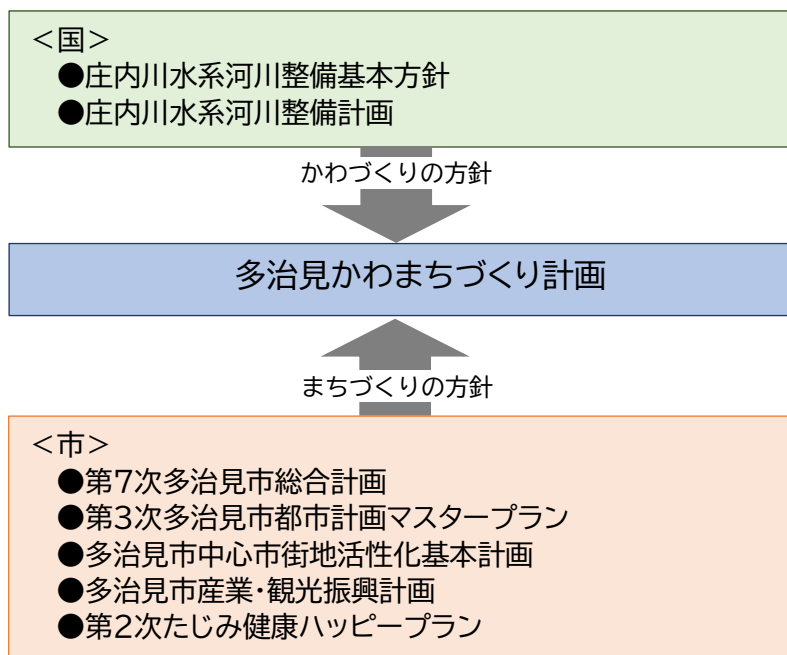 <国>
●庄内川水系河川整備基本方針
●庄内川水系河川整備計画
かわづくりの方針
多治見かわまちづくり計画
まちづくりの方針
<市>
●第7次多治見市総合計画
●第3次多治見市都市計画マスタープラン
●多治見市中心市街地活性化基本計画
●多治見市産業・観光振興計画
●第2次たじみ健康ハッピープラン